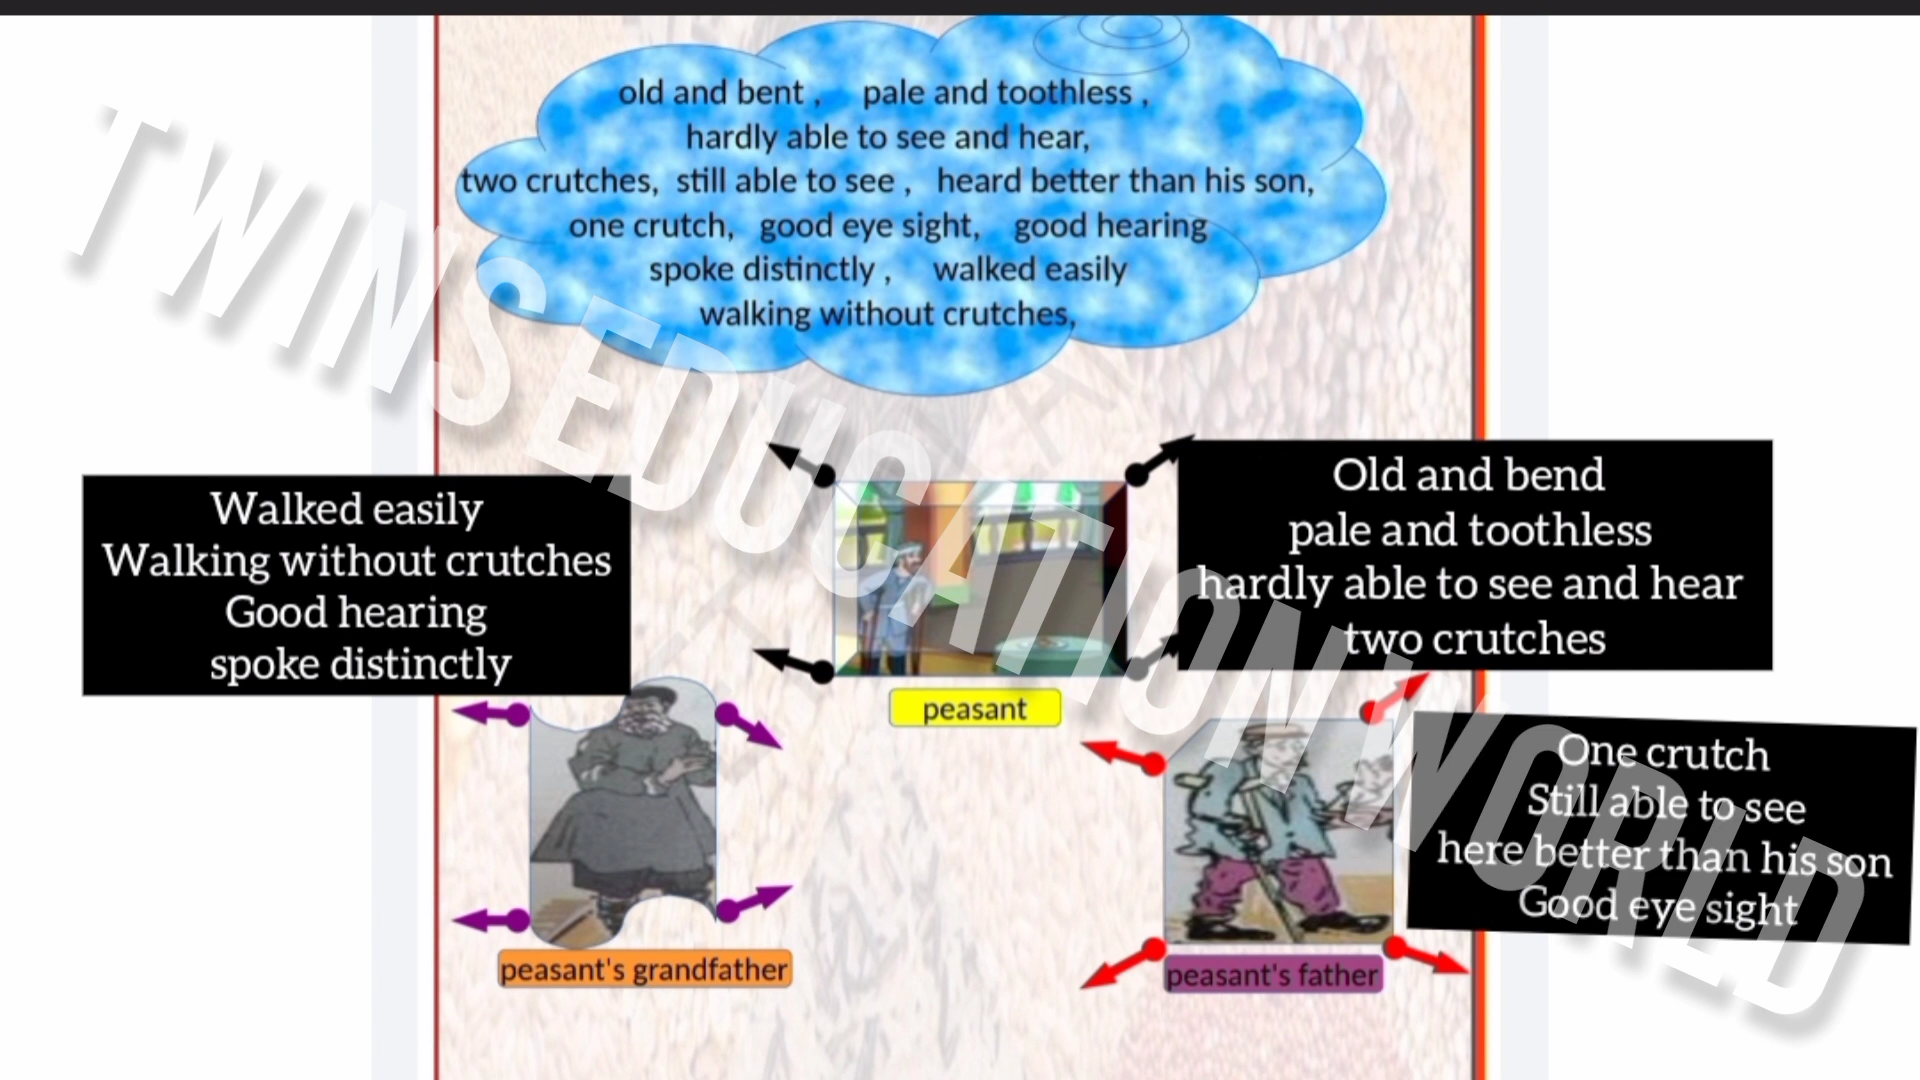 old and bent , pale and toothless ,
hardly able to see and hear,
two crutches, still able to see , heard better than his son,
one crutch, good eye sight, good hearing
spoke distinctly , walked easily
walking without crutches,
Walked easily
Walking without crutches
Good hearing
spoke distinctly
Old and bend
pale and toothless
hardly able to see and hear
two crutches
peasant
One crutch
Still able to see
here better than his son
Good eye sight
peasant's grandfather
peasant's father
TWINS EDUCATION WORLD